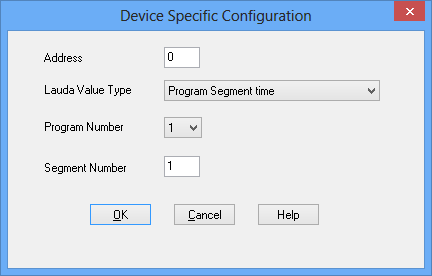 Device Specific Configuration
Address 0
Lauda Value Type Program Segment time
Program Number 1
Segment Number 1
OK Cancel Help